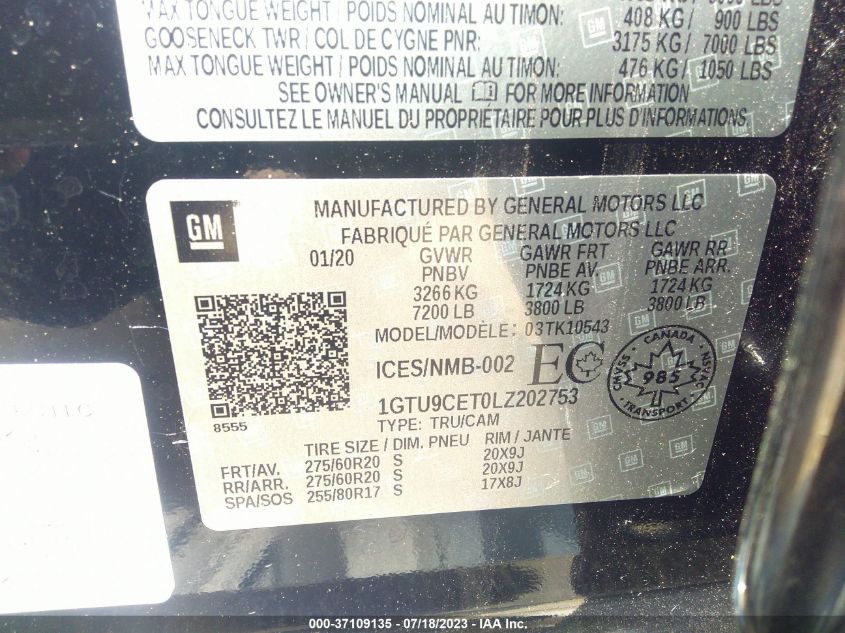 MAX TONGUE WEIGHT / POIDS NOMINAL AU TIMON: 408 KG / 900 LBS
GOOSENECK TWR / COL DE CYGNE PNR: 3175 KG / 7000 LBS
MAX TONGUE WEIGHT / POIDS NOMINAL AU TIMON: 476 KG / 1050 LBS
SEE OWNER'S MANUAL FOR MORE INFORMATION
CONSULTEZ LE MANUEL DU PROPRIÉTAIRE POUR PLUS D'INFORMATIONS
GM
MANUFACTURED BY GENERAL MOTORS LLC
FABRIQUÉ PAR GENERAL MOTORS LLC
01/20 GVWR GAWR FRT GAWR RR
PNBV PNBE AV. PNBE ARR.
3266 KG 1724 KG 1724 KG
7200 LB 3800 LB 3800 LB
MODEL/MODÈLE: 03TK10543
ICES/NMB-002 EC
CANADA
985
TRANSPORT
SVMAC NVSAC
1GTU9CET0LZ202753
8555
TYPE: TRU/CAM
TIRE SIZE / DIM. PNEU RIM / JANTE
FRT/AV. 275/60R20 S 20X9J
RR/ARR. 275/60R20 S 20X9J
SPA/SOS 255/80R17 S 17X8J
000-37109135 - 07/18/2023 - IAA Inc.